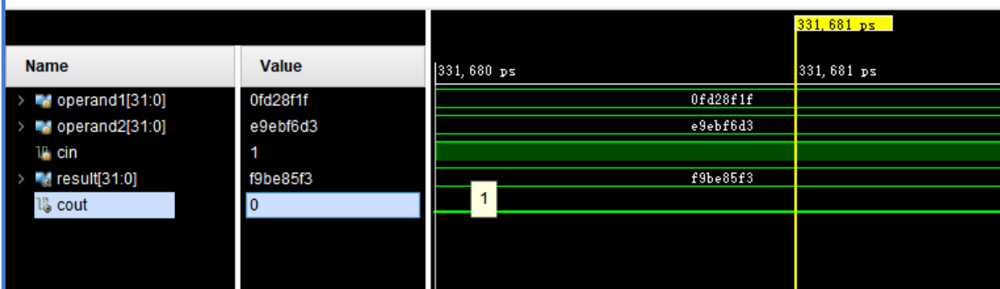 331,681 ps
Name Value 331,680 ps 331,681 ps
operand1[31:0] 0fd28f1f 0fd28f1f
operand2[31:0] e9ebf6d3 e9ebf6d3
cin 1
result[31:0] f9be85f3 f9be85f3
cout 0 1